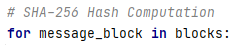 # SHA-256 Hash Computation
for message_block in blocks: